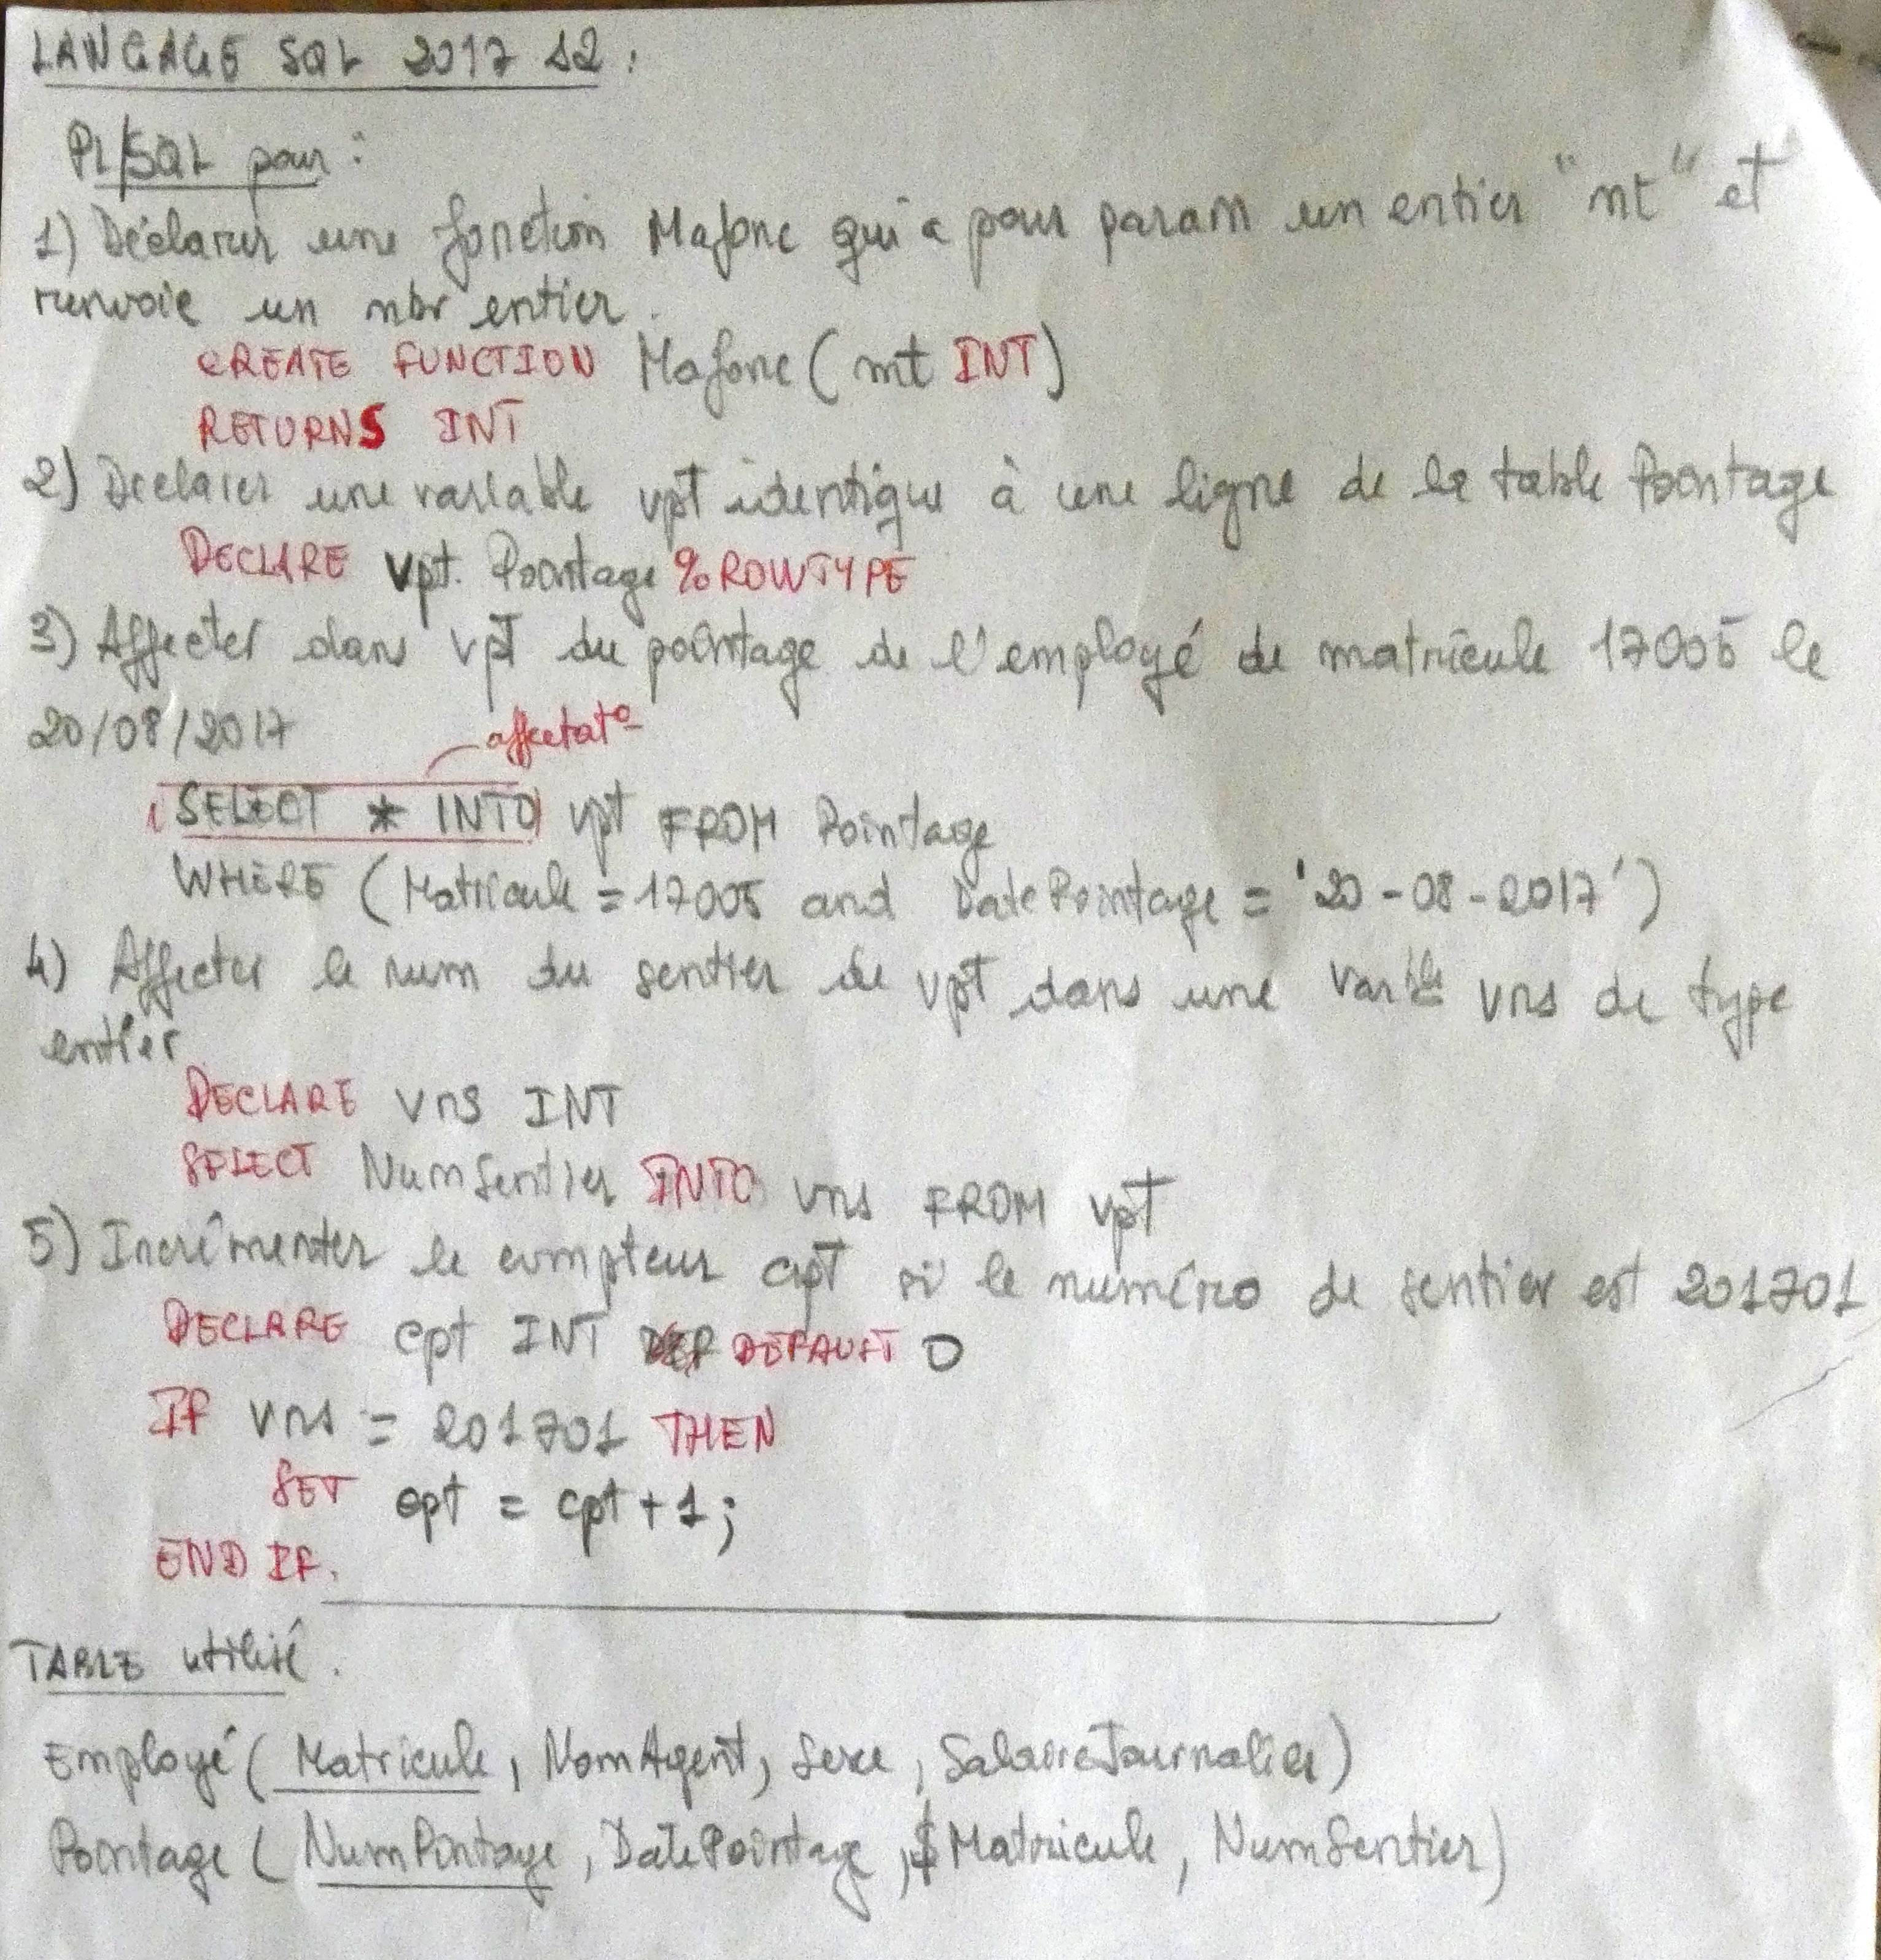 LANGAGE SQL 2017 S2 :
PL/SQL pour :
1) Déclarer une fonction Mafonc qui a pour param un entier "mt" et
renvoie un nbr entier.
CREATE FUNCTION Mafonc ( mt INT)
RETURNS INT
2) Declarer une variable vpt identique à une ligne de la table Pointage
DECLARE vpt Pointage %ROWTYPE
3) Affecter dans vpt du pointage de l'employé de matricule 17005 le
20/08/2017
affectat°
SELECT * INTO vpt FROM Pointage
WHERE (Matricule = 17005 and DatePointage = '20-08-2017')
4) Affecter le num du sentier de vpt dans une varble vns de type
entier
DECLARE vns INT
SELECT NumSentier INTO vns FROM vpt
5) Incrémenter le compteur cpt si le numéro de sentier est 201701
DECLARE cpt INT DEFAULT 0
IF vns = 201701 THEN
SET cpt = cpt + 1;
END IF.
TABLE utilisé.
Employé ( Matricule, NomAgent, Sexe, SalaireJournalier)
Pointage ( NumPointage, DatePointage, $Matricule, NumSentier)